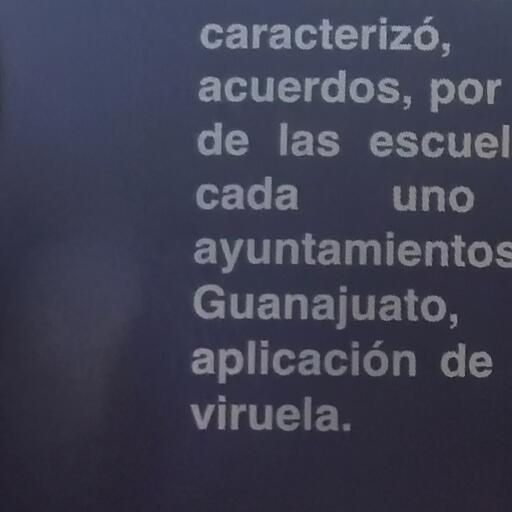 caracterizó,
acuerdos, por
de las escuel
cada uno
ayuntamientos
Guanajuato,
aplicación de
viruela.